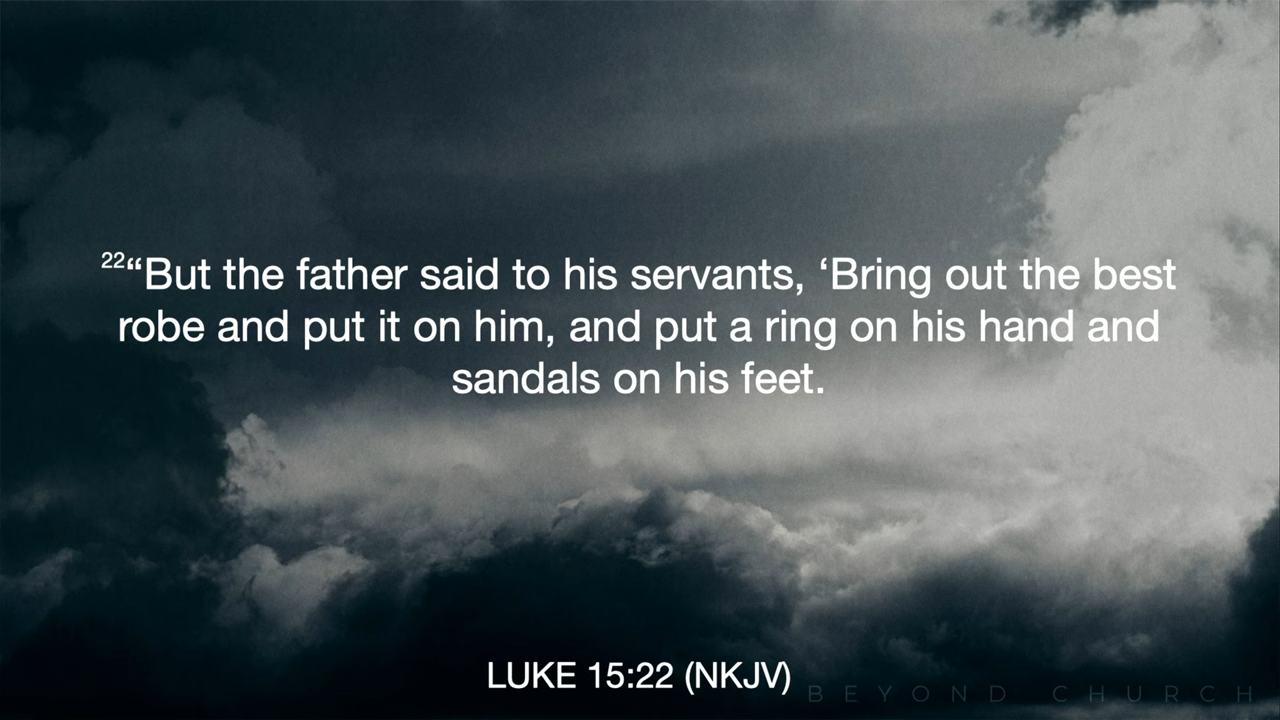 22“But the father said to his servants, ‘Bring out the best
robe and put it on him, and put a ring on his hand and
sandals on his feet.
LUKE 15:22 (NKJV)
BEYOND CHURCH